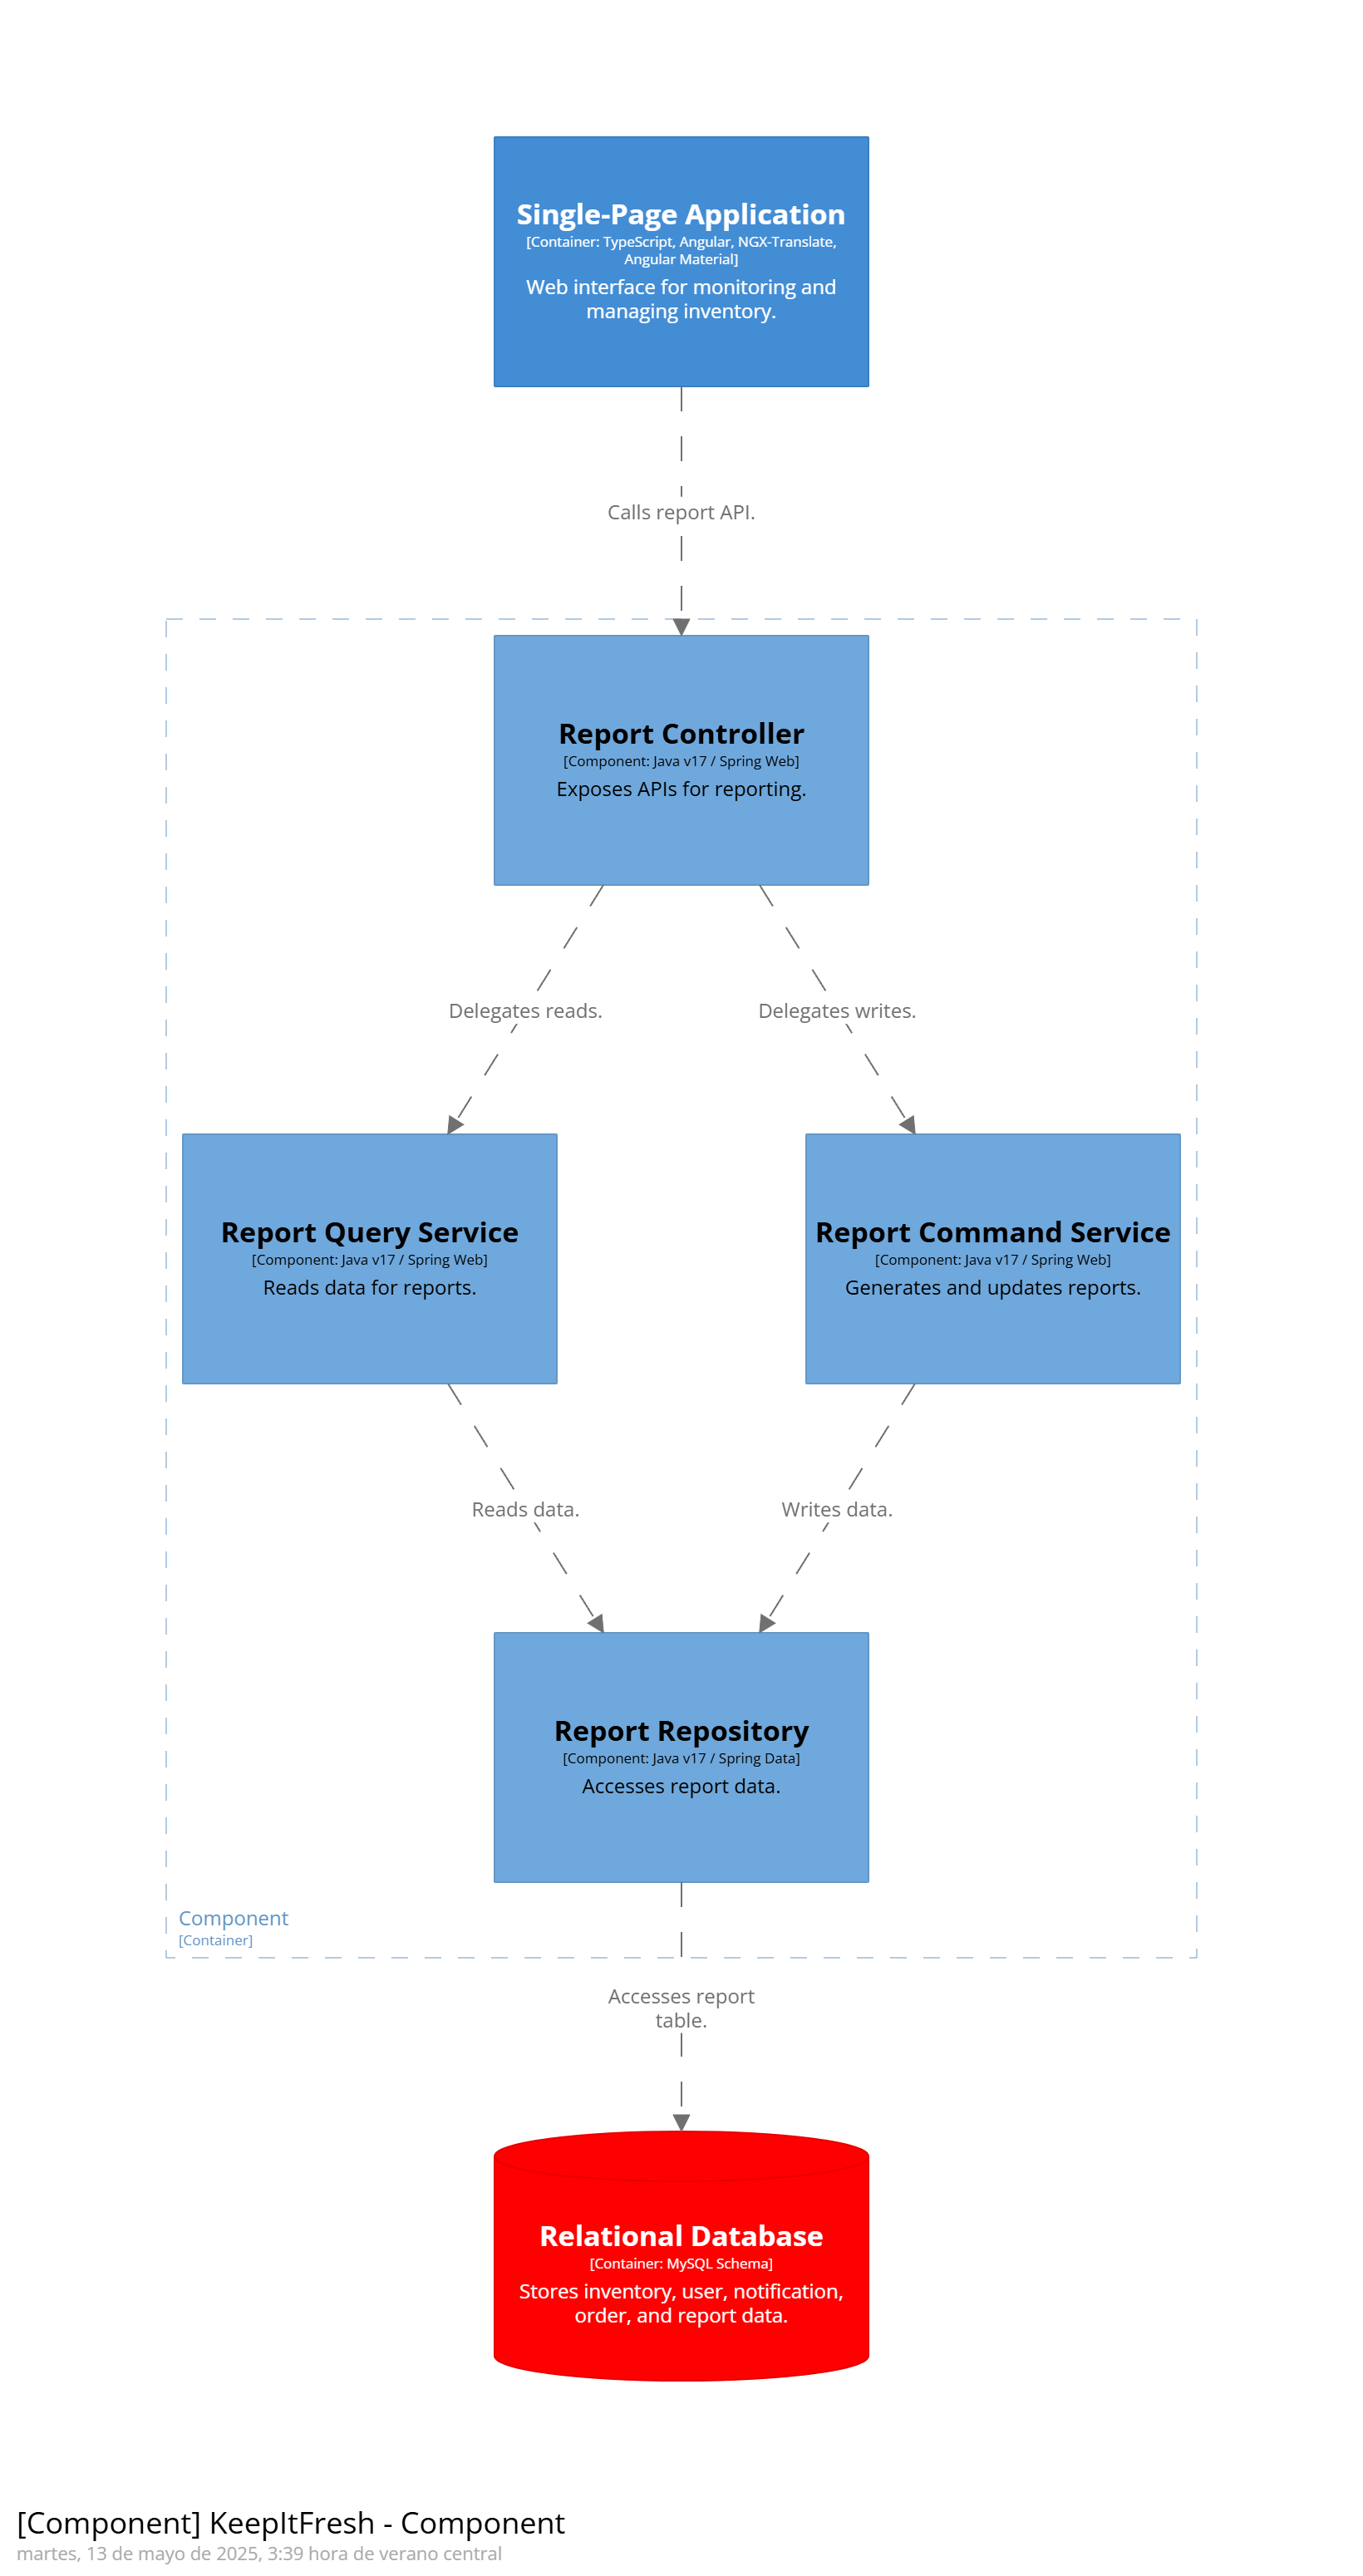 Single-Page Application
[Container: TypeScript, Angular, NGX-Translate,
Angular Material]
Web interface for monitoring and
managing inventory.
Calls report API.
Report Controller
[Component: Java v17 / Spring Web]
Exposes APIs for reporting.
Delegates reads.
Delegates writes.
Report Query Service
[Component: Java v17 / Spring Web]
Reads data for reports.
Report Command Service
[Component: Java v17 / Spring Web]
Generates and updates reports.
Reads data.
Writes data.
Report Repository
[Component: Java v17 / Spring Data]
Accesses report data.
Component
[Container]
Accesses report
table.
Relational Database
[Container: MySQL Schema]
Stores inventory, user, notification,
order, and report data.
[Component] KeepItFresh - Component
martes, 13 de mayo de 2025, 3:39 hora de verano central